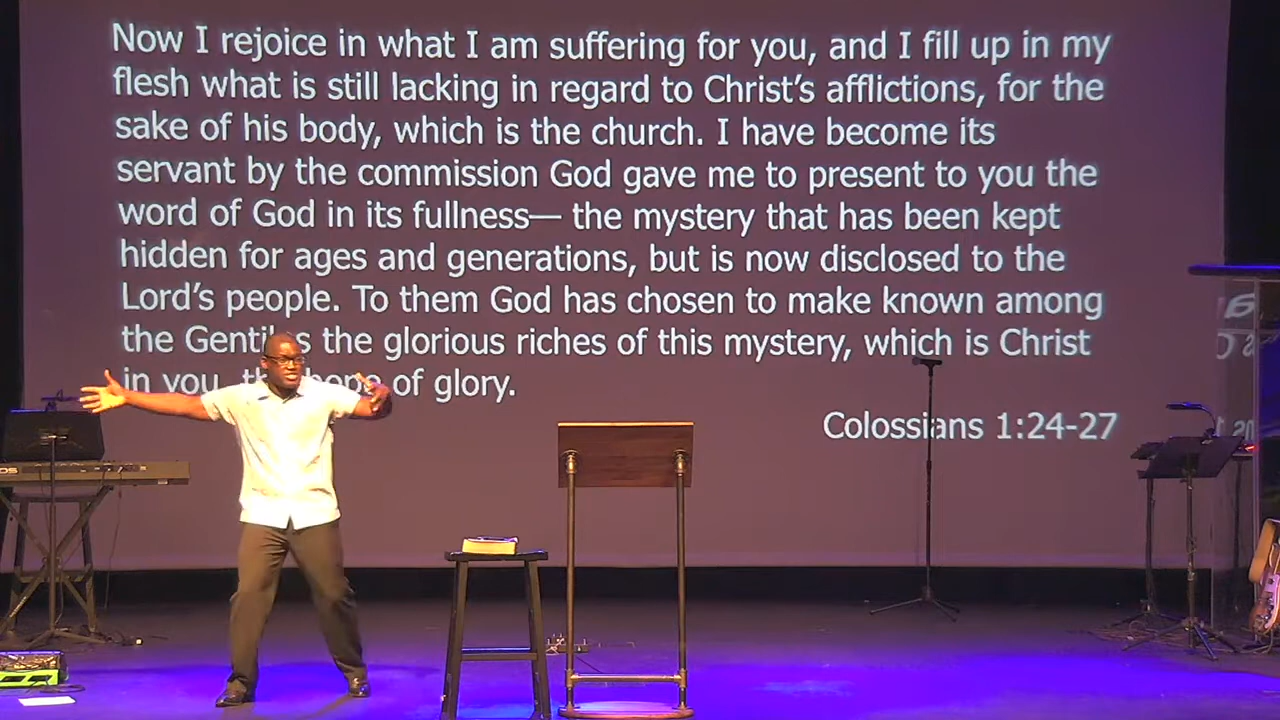 Now I rejoice in what I am suffering for you, and I fill up in my
flesh what is still lacking in regard to Christ's afflictions, for the
sake of his body, which is the church. I have become its
servant by the commission God gave me to present to you the
word of God in its fullness— the mystery that has been kept
hidden for ages and generations, but is now disclosed to the
Lord's people. To them God has chosen to make known among
the Gentiles the glorious riches of this mystery, which is Christ
in you, the hope of glory.
Colossians 1:24-27